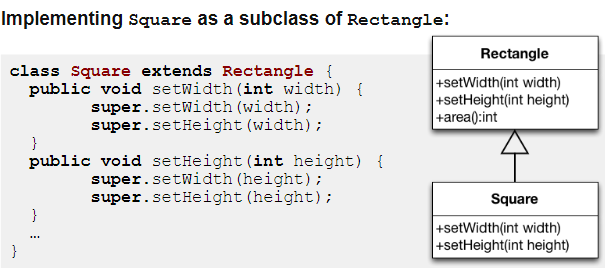 Implementing Square as a subclass of Rectangle:
class Square extends Rectangle {
public void setWidth(int width) {
super.setWidth(width);
super.setHeight(width);
}
public void setHeight(int height) {
super.setWidth(height);
super.setHeight(height);
}
…
}
Rectangle
+setWidth(int width)
+setHeight(int height)
+area():int
Square
+setWidth(int width)
+setHeight(int height)